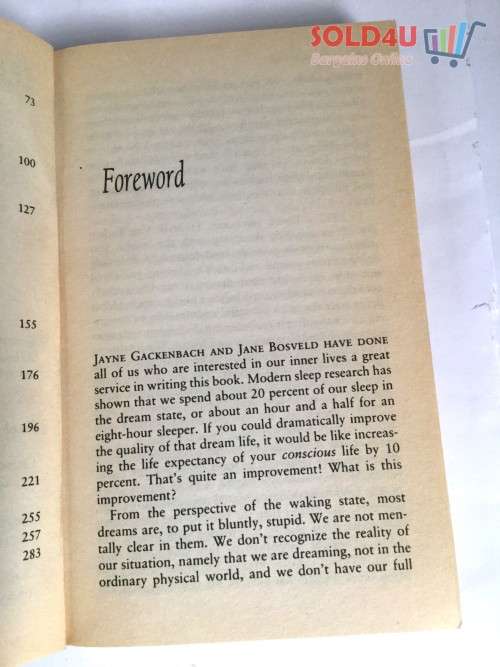 SOLD4U
Bargains Online
73
100
127
155
176
196
221
255
257
283
Foreword
JAYNE GACKENBACH AND JANE BOSVELD HAVE DONE
all of us who are interested in our inner lives a great
service in writing this book. Modern sleep research has
shown that we spend about 20 percent of our sleep in
the dream state, or about an hour and a half for an
eight-hour sleeper. If you could dramatically improve
the quality of that dream life, it would be like increas-
ing the life expectancy of your conscious life by 10
percent. That's quite an improvement! What is this
improvement?
From the perspective of the waking state, most
dreams are, to put it bluntly, stupid. We are not men-
tally clear in them. We don't recognize the reality of
our situation, namely that we are dreaming, not in the
ordinary physical world, and we don't have our full